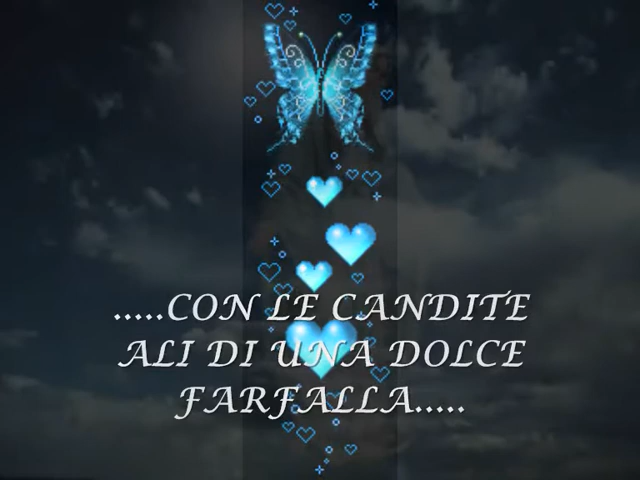 .....CON LE CANDITE
ALI DI UNA DOLCE
FARFALLA.....